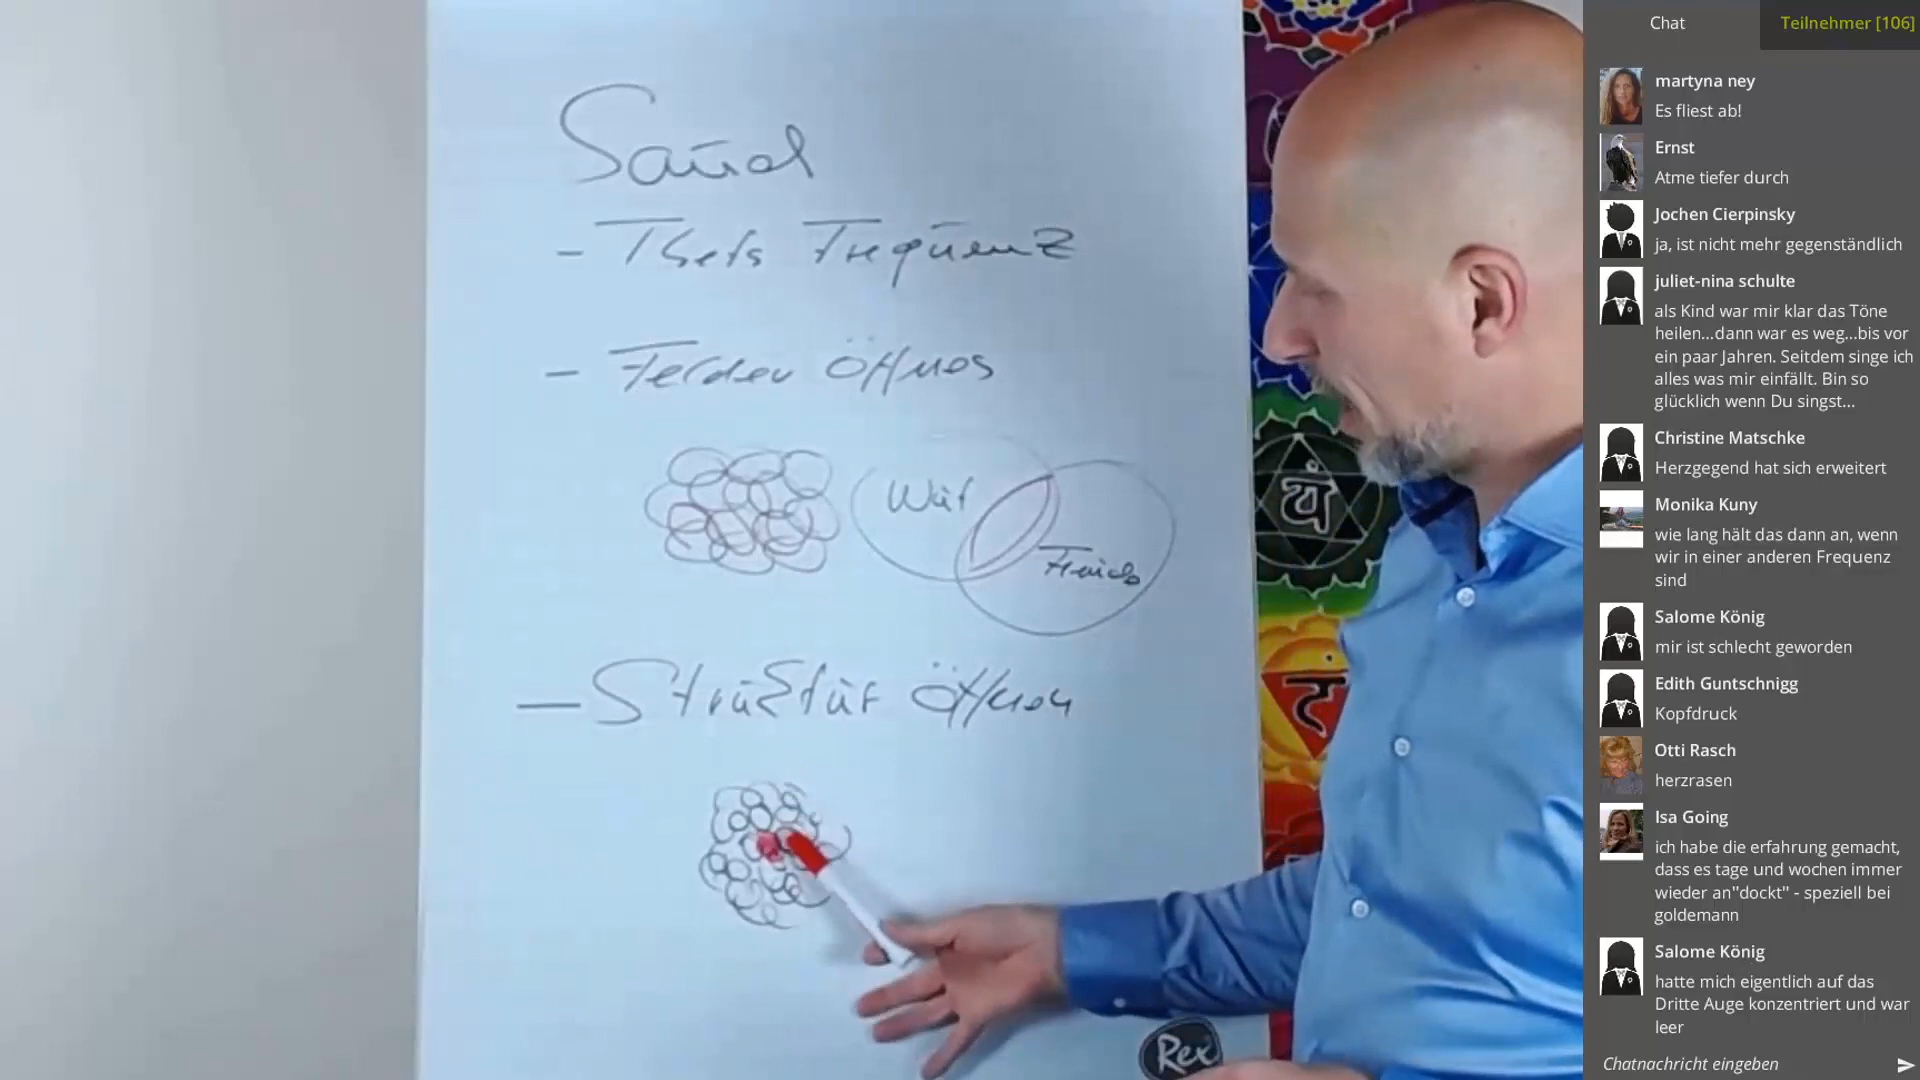 Saūnd
- Theta Freqūenz
- Felder öffnen
Wūt
Freūde
- Strūktūr öffnen
यं
रं
Rex
Chat
Teilnehmer [106]
martyna ney
Es fliest ab!
Ernst
Atme tiefer durch
Jochen Cierpinsky
ja, ist nicht mehr gegenständlich
juliet-nina schulte
als Kind war mir klar das Töne
heilen...dann war es weg...bis vor
ein paar Jahren. Seitdem singe ich
alles was mir einfällt. Bin so
glücklich wenn Du singst...
Christine Matschke
Herzgegend hat sich erweitert
Monika Kuny
wie lang hält das dann an, wenn
wir in einer anderen Frequenz
sind
Salome König
mir ist schlecht geworden
Edith Guntschnigg
Kopfdruck
Otti Rasch
herzrasen
Isa Going
ich habe die erfahrung gemacht,
dass es tage und wochen immer
wieder an"dockt" - speziell bei
goldemann
Salome König
hatte mich eigentlich auf das
Dritte Auge konzentriert und war
leer
Chatnachricht eingeben